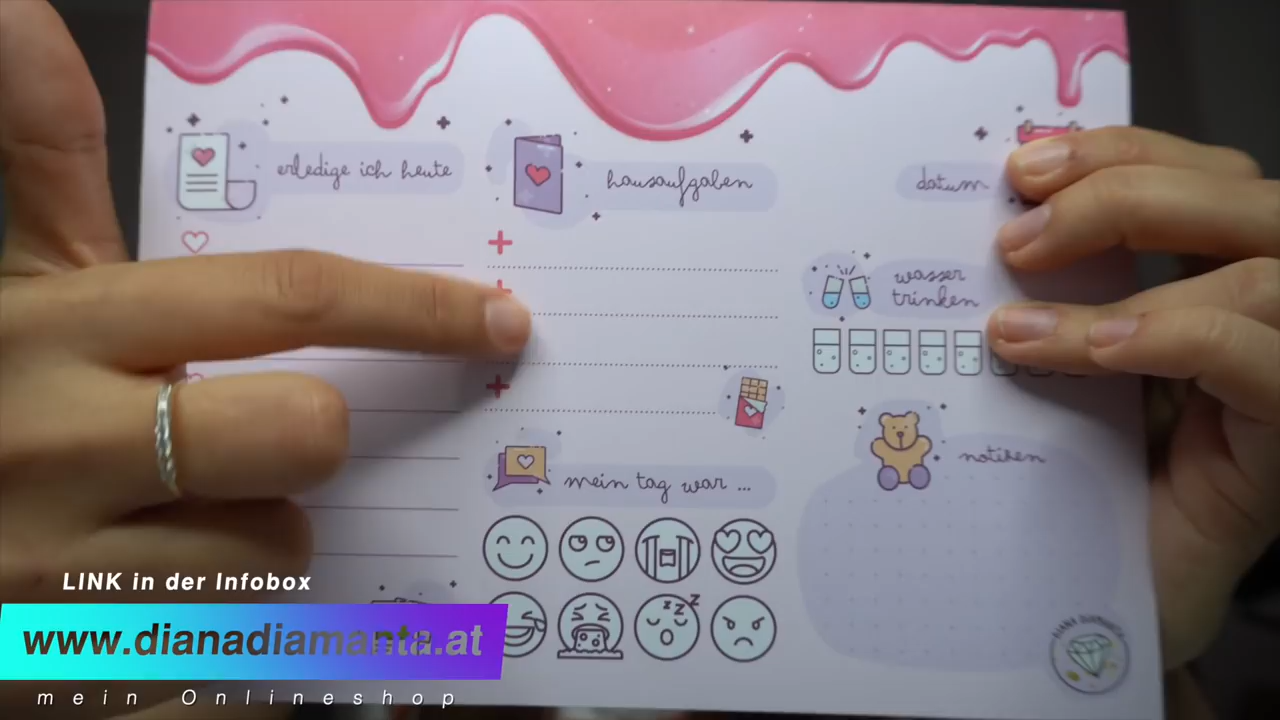 erledige ich heute
hausaufgaben
datum
wasser
trinken
mein tag war ...
notizen
z z z
LINK in der Infobox
www.dianadiamanta.at
mein Onlineshop